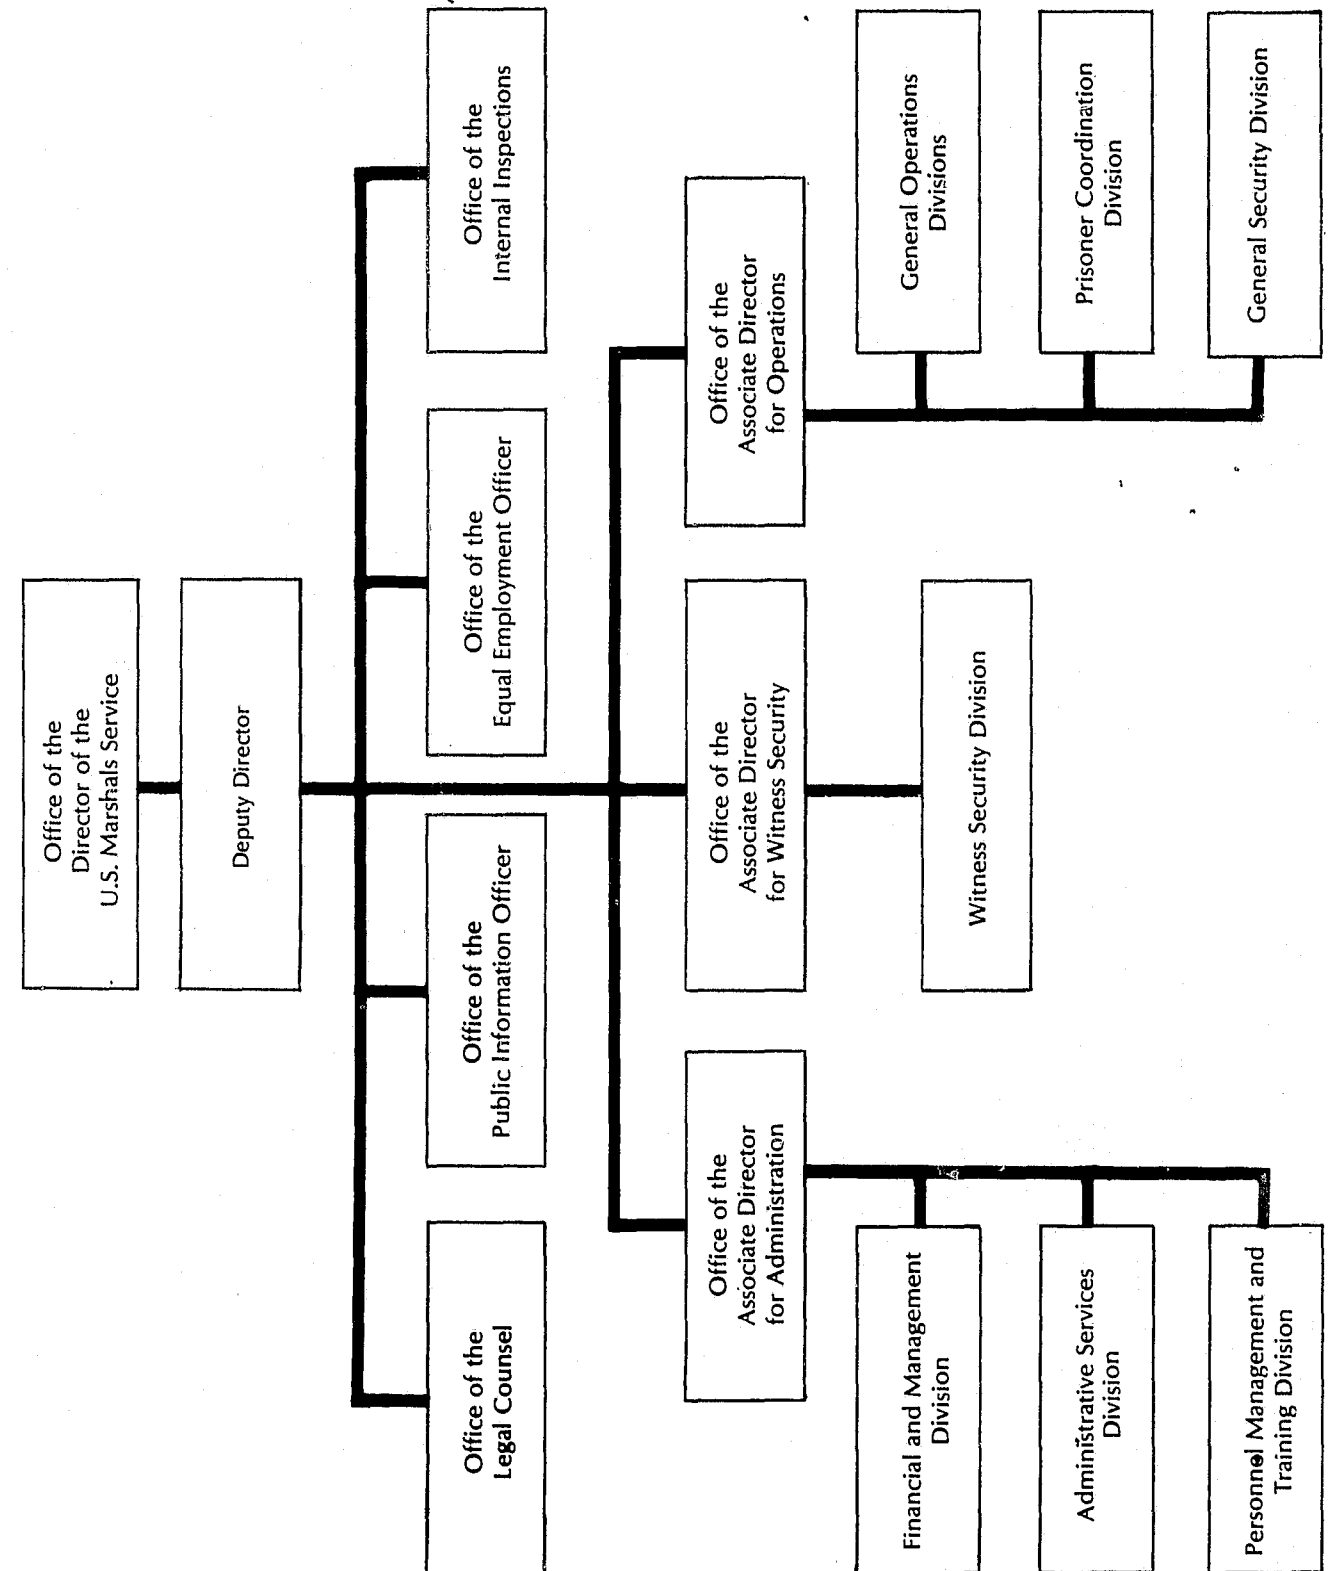 Office of the
Director of the
U.S. Marshals Service
Deputy Director
Office of the
Legal Counsel
Office of the
Public Information Officer
Office of the
Equal Employment Officer
Office of the
Internal Inspections
Office of the
Associate Director
for Administration
Office of the
Associate Director
for Witness Security
Office of the
Associate Director
for Operations
Financial and Management
Division
Administrative Services
Division
Personnel Management and
Training Division
Witness Security Division
General Operations
Divisions
Prisoner Coordination
Division
General Security Division